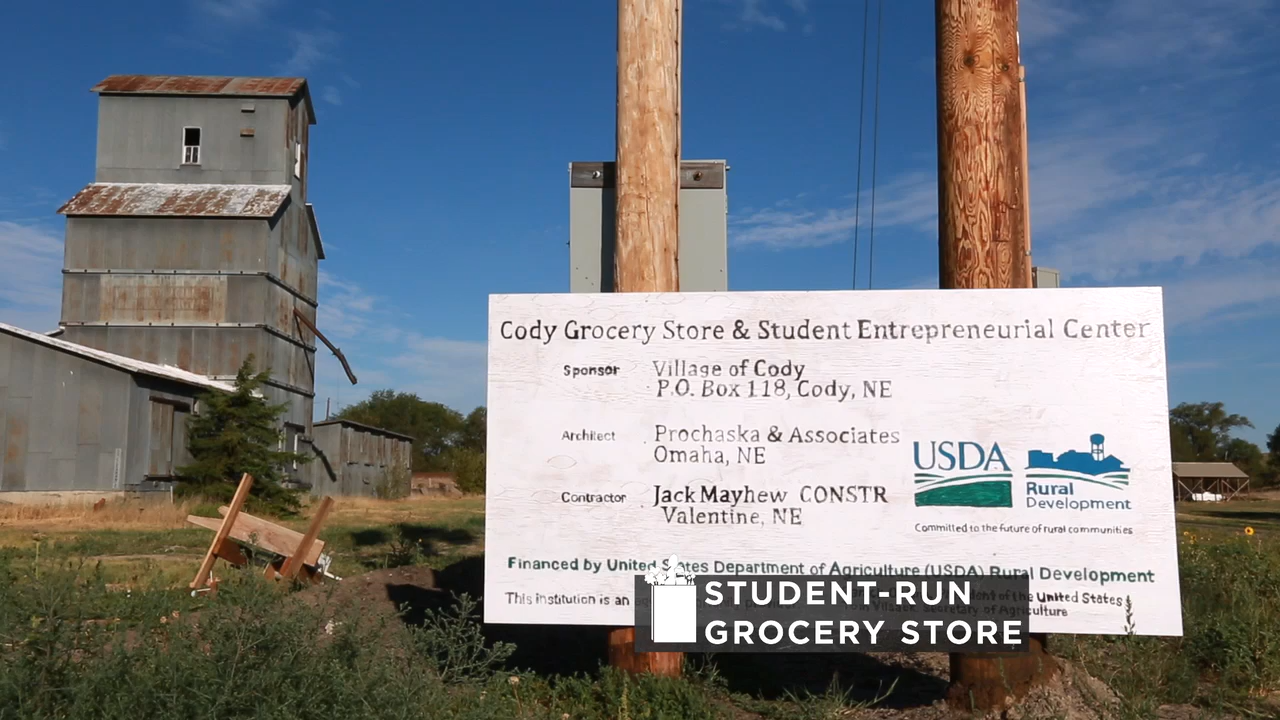 Cody Grocery Store & Student Entrepreneurial Center
Sponsor Village of Cody
P.O. Box 118, Cody, NE
Architect Prochaska & Associates
Omaha, NE
Contractor Jack Mayhew CONSTR
Valentine, NE
USDA
Rural
Development
Committed to the future of rural communities
Financed by United States Department of Agriculture (USDA) Rural Development
This institution is an of the United States
Secretary of Agriculture
STUDENT-RUN
GROCERY STORE